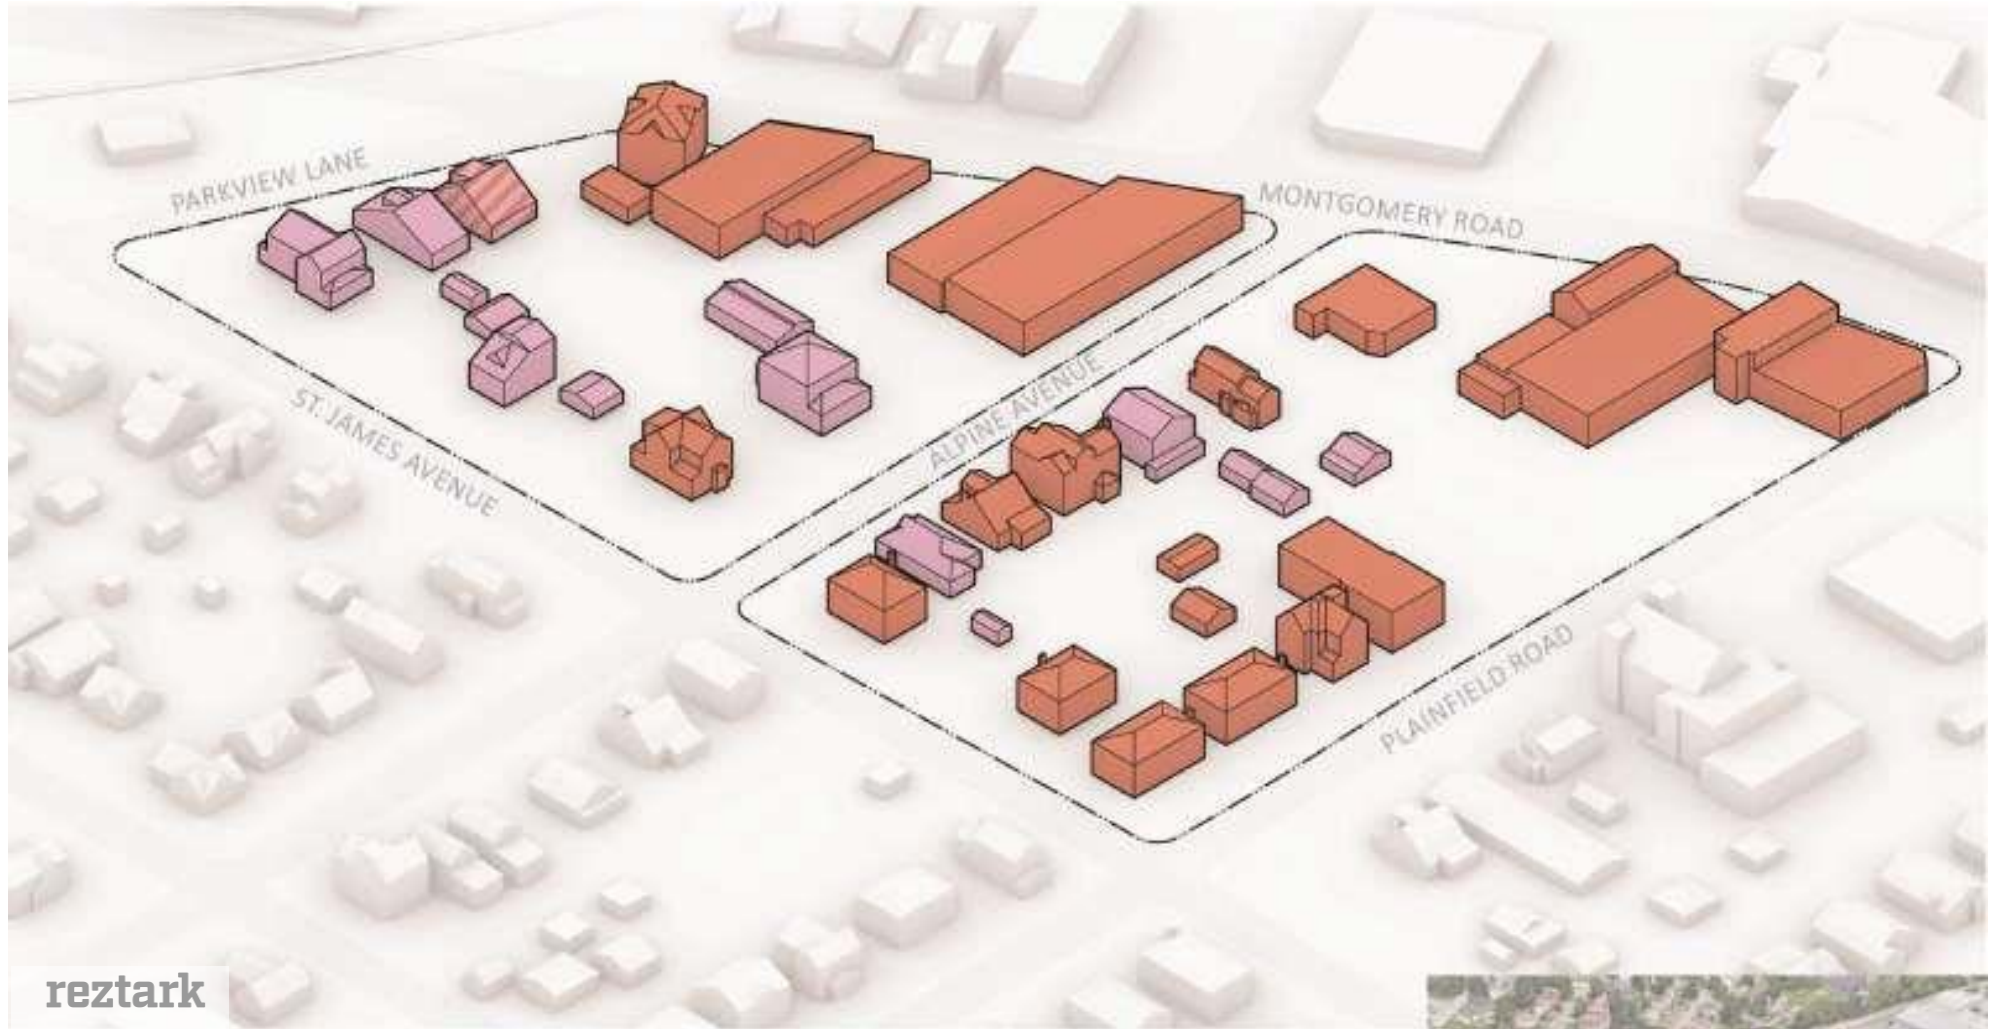 PARKVIEW LANE
MONTGOMERY ROAD
ST. JAMES AVENUE
ALPINE AVENUE
PLAINFIELD ROAD
reztark